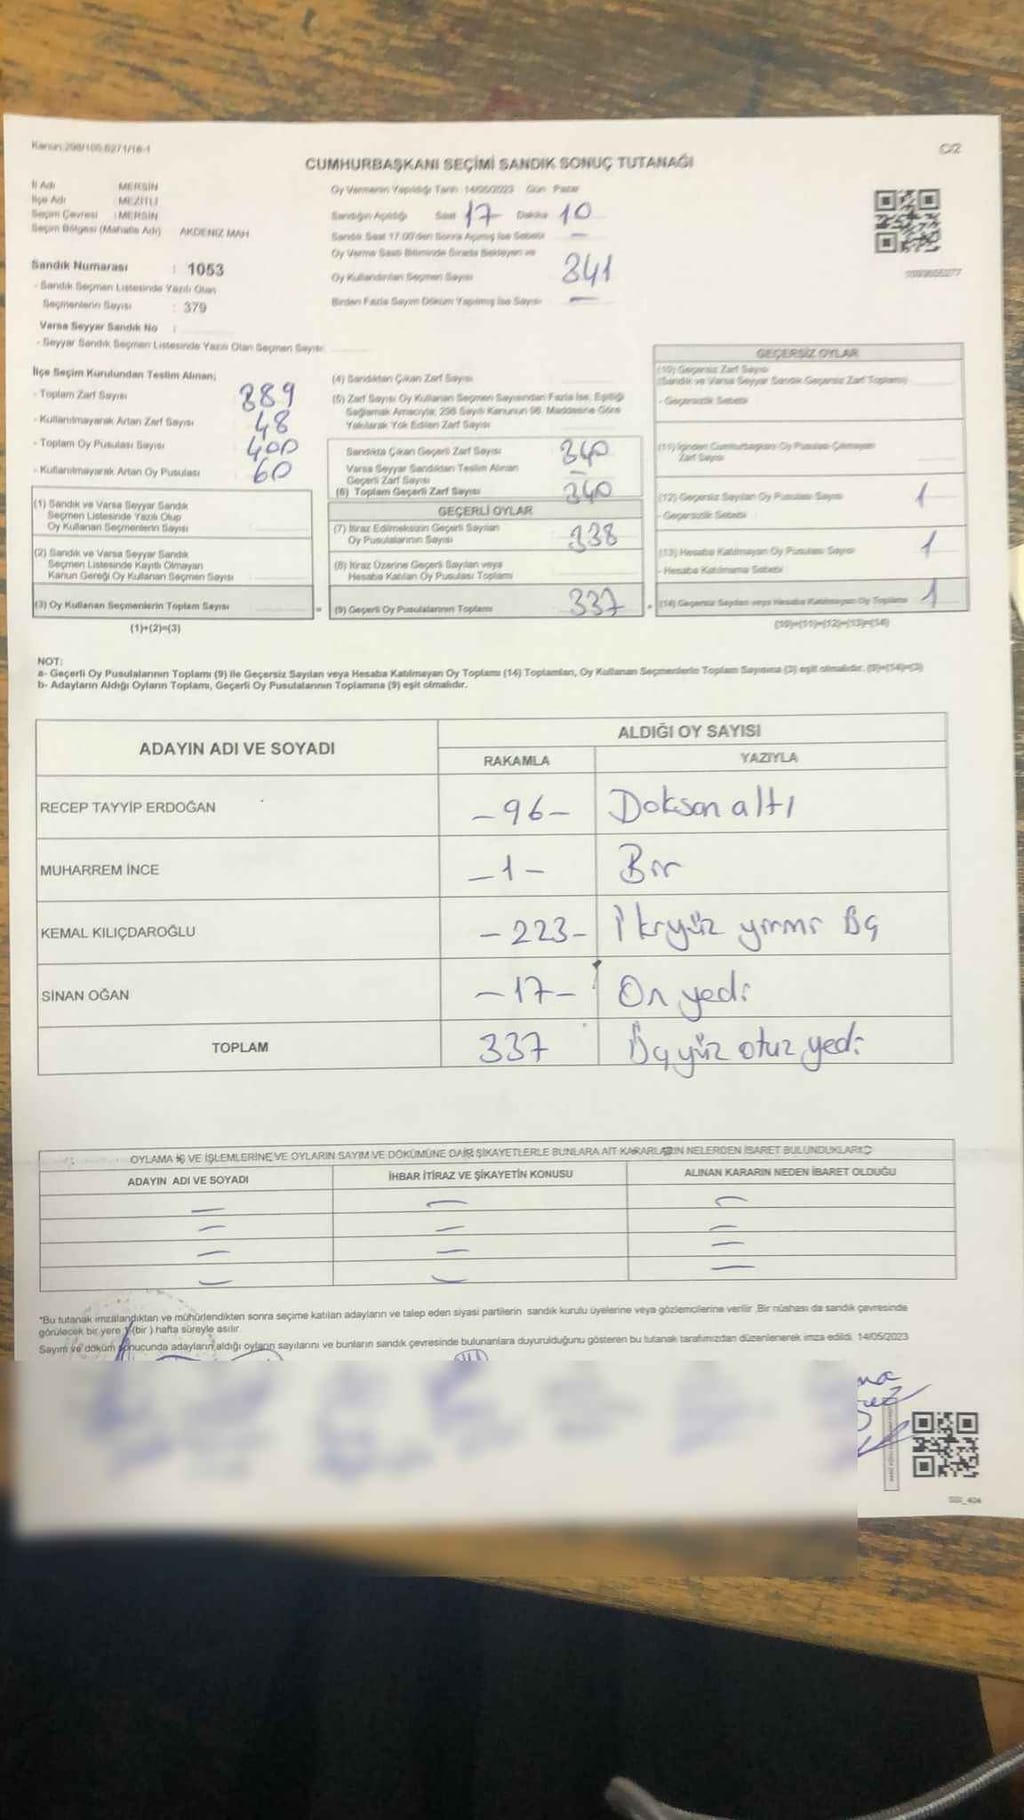 Kanun:298/105-6271/16-1
C/2
CUMHURBAŞKANI SEÇİMİ SANDIK SONUÇ TUTANAĞI
İl Adı MERSİN
İlçe Adı MEZİTLİ
Seçim Çevresi : MERSİN
Seçim Bölgesi (Mahalle Adı) AKDENİZ MAH
Sandık Numarası : 1053
- Sandık Seçmen Listesinde Yazılı Olan
Seçmenlerin Sayısı : 379
Varsa Seyyar Sandık No :
- Seyyar Sandık Seçmen Listesinde Yazılı Olan Seçmen Sayısı:
Oy Vermenin Yapıldığı Tarih 14/05/2023 Gün Pazar
Sandığın Açıldığı Saat 17 Dakika 10
Sandık Saat 17:00'den Sonra Açılmış İse Sebebi —
Oy Verme Saati Bitiminde Sırada Bekleyen ve
Oy Kullandırılan Seçmen Sayısı 341
Birden Fazla Sayım Döküm Yapılmış İse Sayısı —
İlçe Seçim Kurulundan Teslim Alınan;
- Toplam Zarf Sayısı 389
- Kullanılmayarak Artan Zarf Sayısı 48
- Toplam Oy Pusulası Sayısı 400
- Kullanılmayarak Artan Oy Pusulası 60
(1) Sandık ve Varsa Seyyar Sandık
Seçmen Listesinde Yazılı Olup
Oy Kullanan Seçmenlerin Sayısı
(2) Sandık ve Varsa Seyyar Sandık
Seçmen Listesinde Kayıtlı Olmayan
Kanun Gereği Oy Kullanan Seçmen Sayısı
(3) Oy Kullanan Seçmenlerin Toplam Sayısı =
(1)+(2)=(3)
(4) Sandıktan Çıkan Zarf Sayısı
(5) Zarf Sayısı Oy Kullanan Seçmen Sayısından Fazla İse, Eşitliği
Sağlamak Amacıyla; 298 Sayılı Kanunun 98. Maddesine Göre
Yakılarak Yok Edilen Zarf Sayısı
Sandıkta Çıkan Geçerli Zarf Sayısı 340
Varsa Seyyar Sandıktan Teslim Alınan
Geçerli Zarf Sayısı —
(6) Toplam Geçerli Zarf Sayısı 340
GEÇERLİ OYLAR
(7) İtiraz Edilmeksizin Geçerli Sayılan
Oy Pusulalarının Sayısı 338
(8) İtiraz Üzerine Geçerli Sayılan veya
Hesaba Katılan Oy Pusulası Toplamı
(9) Geçerli Oy Pusulalarının Toplamı 337 +
GEÇERSİZ OYLAR
(10) Geçersiz Zarf Sayısı
(Sandık ve Varsa Seyyar Sandık Geçersiz Zarf Toplamı)
- Geçersizlik Sebebi
(11) İçinden Cumhurbaşkanı Oy Pusulası Çıkmayan
Zarf Sayısı
(12) Geçersiz Sayılan Oy Pusulası Sayısı 1
- Geçersizlik Sebebi
(13) Hesaba Katılmayan Oy Pusulası Sayısı 1
- Hesaba Katılmama Sebebi
(14) Geçersiz Sayılan veya Hesaba Katılmayan Oy Toplamı 1
(10)+(11)+(12)+(13)=(14)
NOT:
a- Geçerli Oy Pusulalarının Toplamı (9) ile Geçersiz Sayılan veya Hesaba Katılmayan Oy Toplamı (14) Toplamları, Oy Kullanan Seçmenlerin Toplam Sayısına (3) eşit olmalıdır. (9)+(14)=(3)
b- Adayların Aldığı Oyların Toplamı, Geçerli Oy Pusulalarının Toplamına (9) eşit olmalıdır.
ADAYIN ADI VE SOYADI
ALDIĞI OY SAYISI
RAKAMLA YAZIYLA
RECEP TAYYİP ERDOĞAN -96- Doksan altı
MUHARREM İNCE -1- Bir
KEMAL KILIÇDAROĞLU -223- İkiyüz yirmi üç
SİNAN OĞAN -17- On yedi
TOPLAM 337 Üçyüz otuz yedi
OYLAMA İŞ VE İŞLEMLERİNE VE OYLARIN SAYIM VE DÖKÜMÜNE DAİR ŞİKAYETLERLE BUNLARA AİT KARARLARIN NELERDEN İBARET BULUNDUKLARI
ADAYIN ADI VE SOYADI İHBAR İTİRAZ VE ŞİKAYETİN KONUSU ALINAN KARARIN NEDEN İBARET OLDUĞU
— — —
— — —
— — —
— — —
"Bu tutanak imzalandıktan ve mühürlendikten sonra seçime katılan adayların ve talep eden siyasi partilerin sandık kurulu üyelerine veya gözlemcilerine verilir. Bir nüshası da sandık çevresinde
görülecek bir yere 1 (bir) hafta süreyle asılır.
Sayım ve döküm sonucunda adayların aldığı oyların sayılarını ve bunların sandık çevresinde bulunanlara duyurulduğunu gösteren bu tutanak tarafımızdan düzenlenerek imza edildi. 14/05/2023